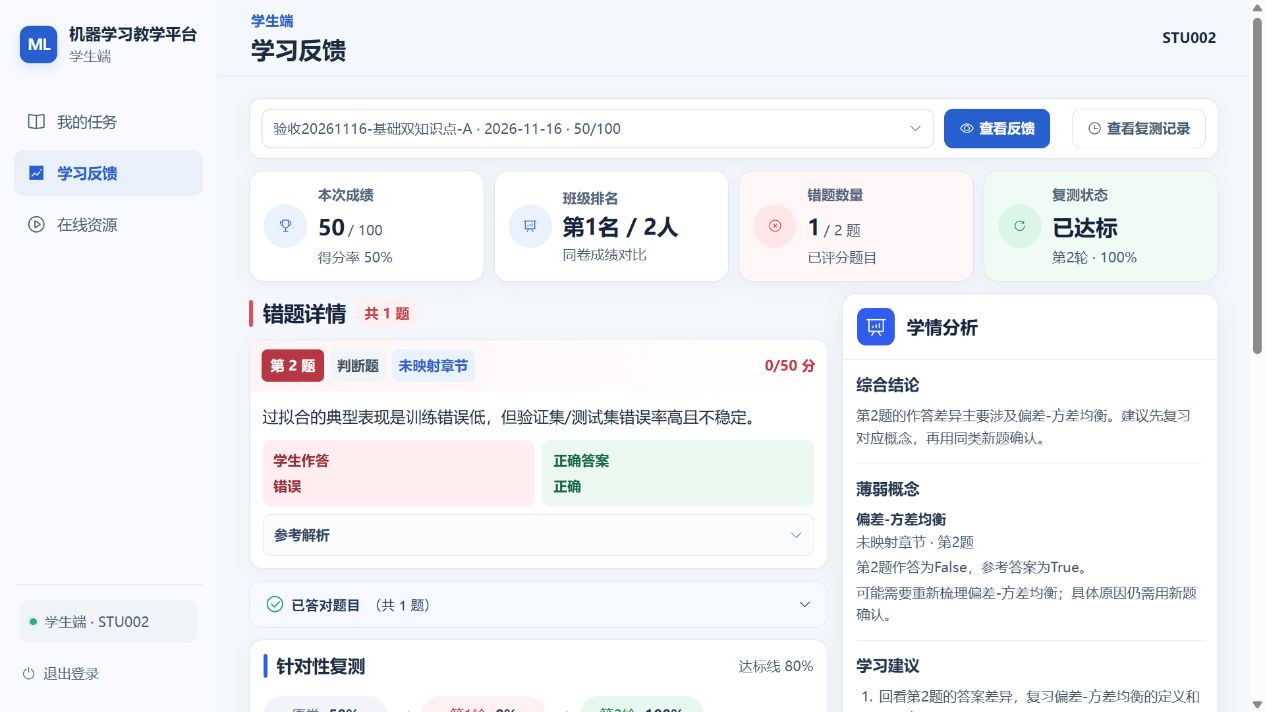 ML
机器学习教学平台
学生端
我的任务
学习反馈
在线资源
学生端 · STU002
退出登录
学生端
学习反馈
STU002
验收20261116-基础双知识点-A · 2026-11-16 · 50/100
查看反馈
查看复测记录
本次成绩
50 / 100
得分率 50%
班级排名
第1名 / 2人
同卷成绩对比
错题数量
1 / 2 题
已评分题目
复测状态
已达标
第2轮 · 100%
错题详情
共 1 题
第 2 题 判断题 未映射章节 0/50 分
过拟合的典型表现是训练错误低，但验证集/测试集错误率高且不稳定。
学生作答
错误
正确答案
正确
参考解析
已答对题目 （共 1 题）
针对性复测 达标线 80%
原卷 50% 第1轮 0% 第2轮 100%
学情分析
综合结论
第2题的作答差异主要涉及偏差-方差均衡。建议先复习
对应概念，再用同类新题确认。
薄弱概念
偏差-方差均衡
未映射章节 · 第2题
第2题作答为False，参考答案为True。
可能需要重新梳理偏差-方差均衡；具体原因仍需用新题
确认。
学习建议
1. 回看第2题的答案差异，复习偏差-方差均衡的定义和